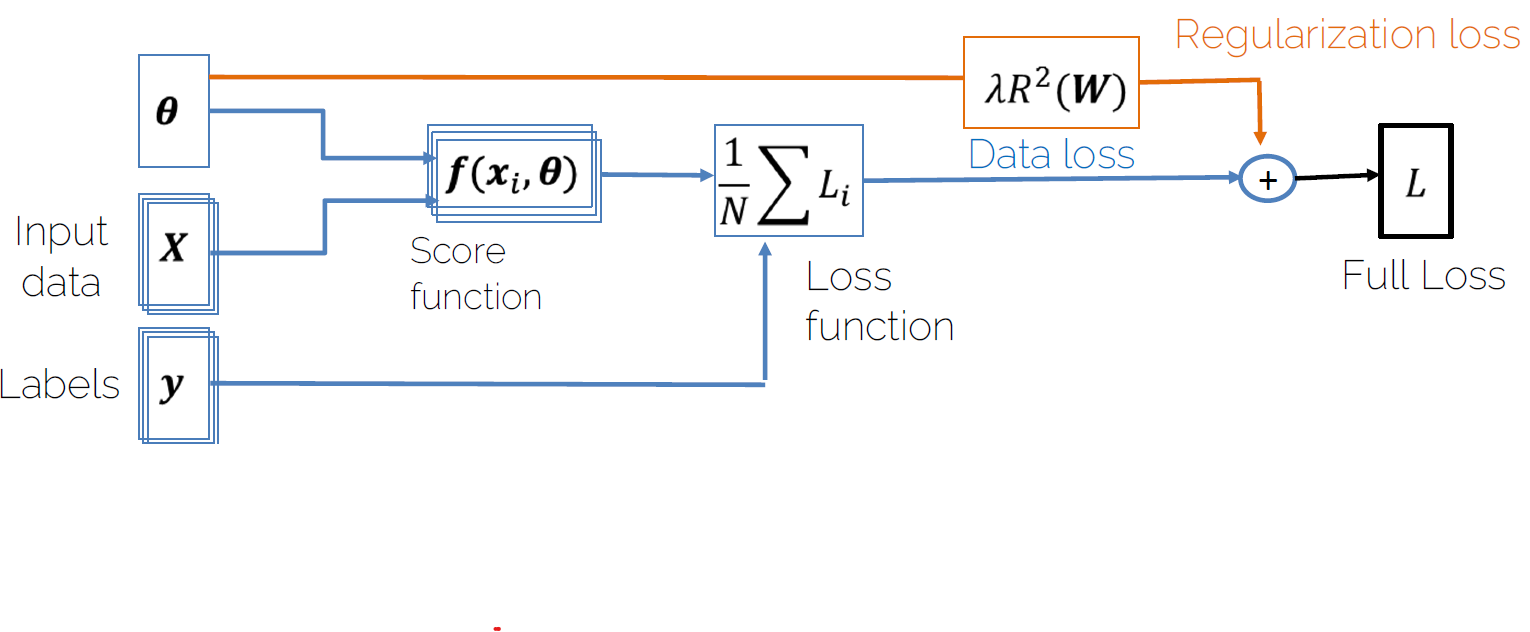 Regularization loss
θ
λR²(W)
Data loss
f(xᵢ, θ)
1/N ∑ Lᵢ
+
L
Input
data
X
Score
function
Loss
function
Full Loss
Labels
y